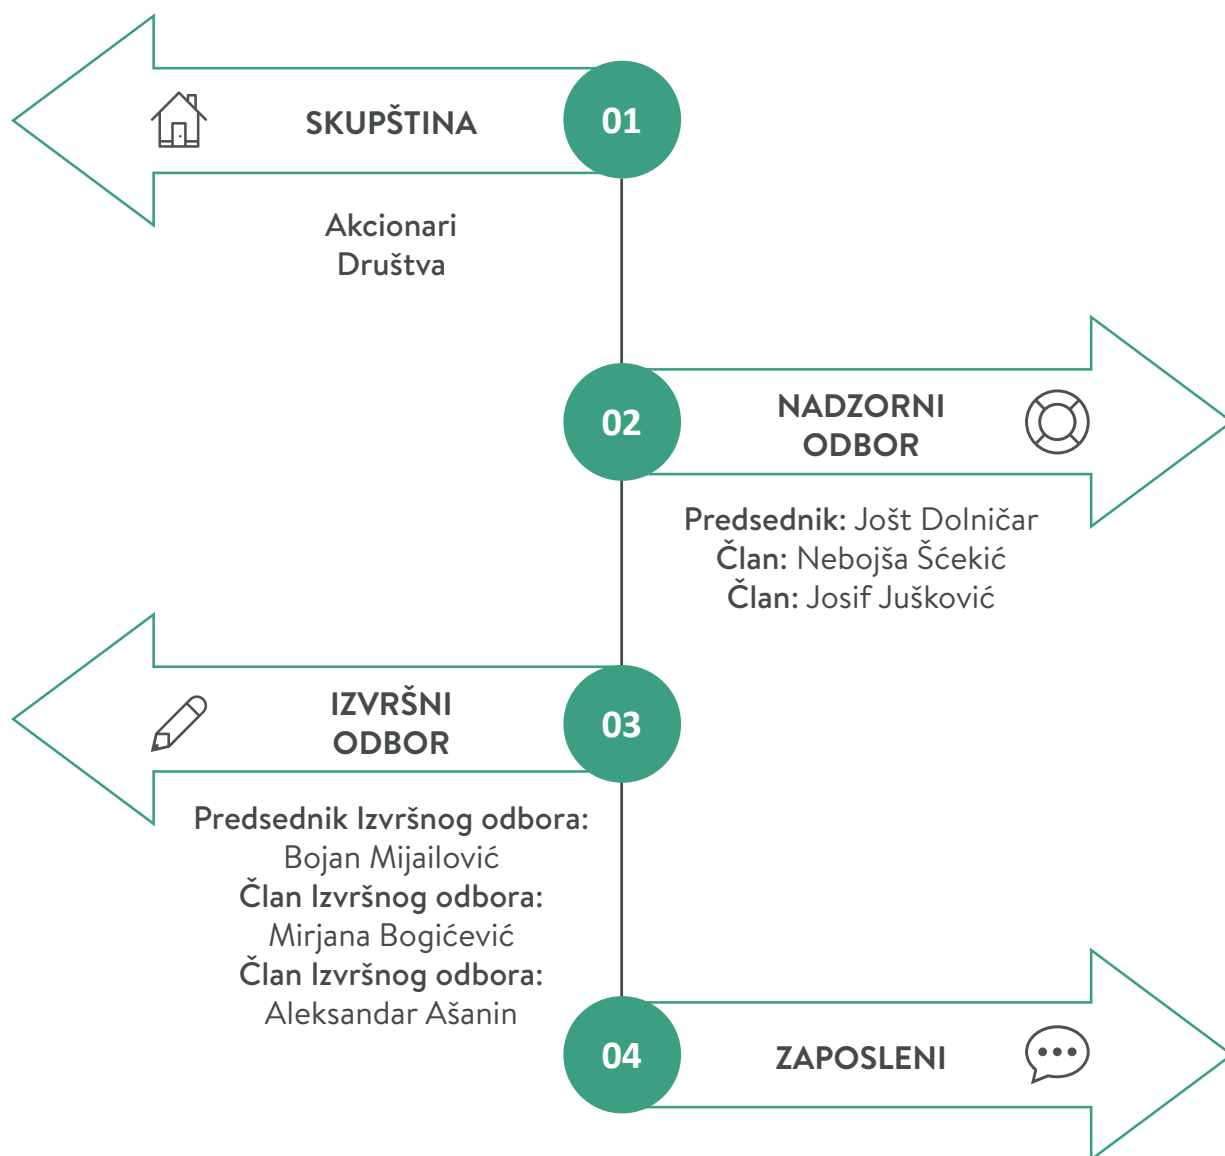 01
SKUPŠTINA
Akcionari
Društva
02
NADZORNI
ODBOR
Predsednik: Jošt Dolničar
Član: Nebojša Šćekić
Član: Josif Jušković
03
IZVRŠNI
ODBOR
Predsednik Izvršnog odbora:
Bojan Mijailović
Član Izvršnog odbora:
Mirjana Bogićević
Član Izvršnog odbora:
Aleksandar Ašanin
04
ZAPOSLENI